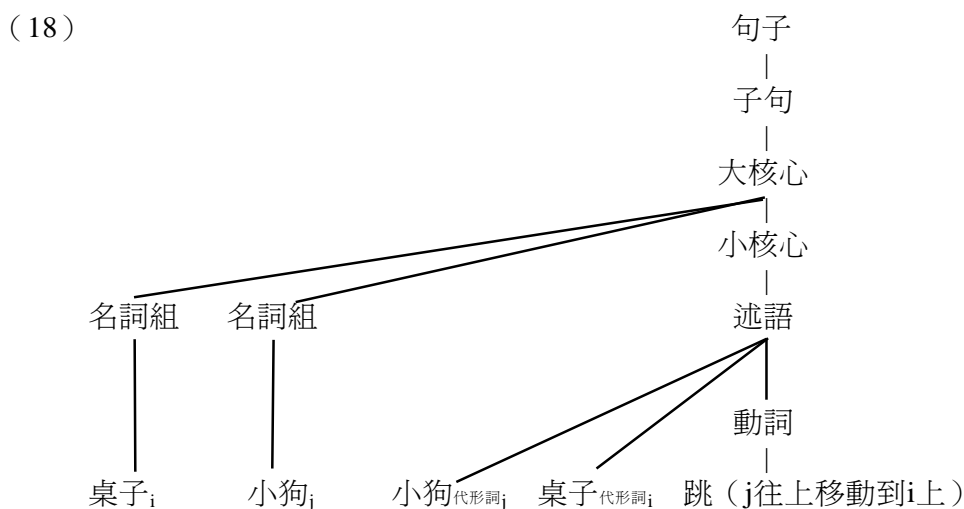 （18）
句子
子句
大核心
小核心
名詞組 名詞組 述語
動詞
桌子i 小狗j 小狗代形詞j 桌子代形詞i 跳（j往上移動到i上）